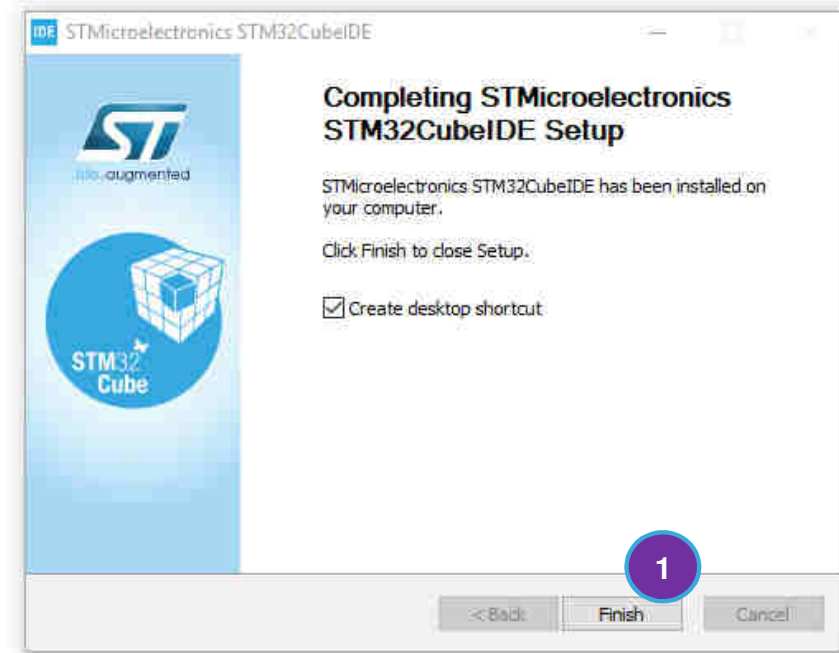 IDE STMicroelectronics STM32CubeIDE
ST
life.augmented
STM32
Cube
Completing STMicroelectronics
STM32CubeIDE Setup
STMicroelectronics STM32CubeIDE has been installed on
your computer.
Click Finish to close Setup.
Create desktop shortcut
1
< Back
Finish
Cancel